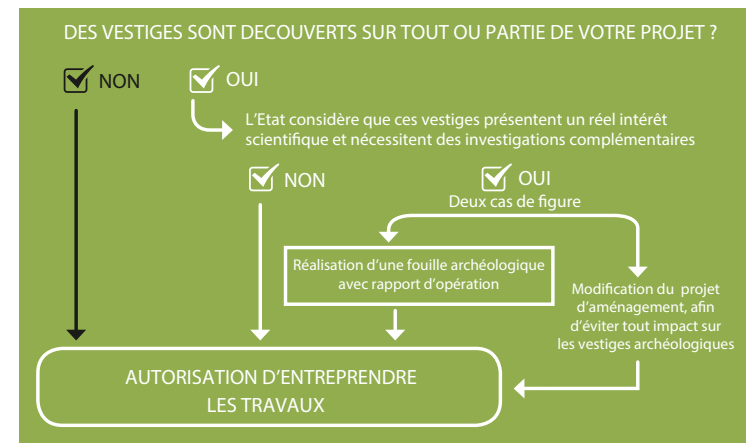 DES VESTIGES SONT DECOUVERTS SUR TOUT OU PARTIE DE VOTRE PROJET ?
NON
OUI
L'Etat considère que ces vestiges présentent un réel intérêt
scientifique et nécessitent des investigations complémentaires
NON
OUI
Deux cas de figure
Réalisation d'une fouille archéologique
avec rapport d'opération
Modification du projet
d'aménagement, afin
d'éviter tout impact sur
les vestiges archéologiques
AUTORISATION D'ENTREPRENDRE
LES TRAVAUX